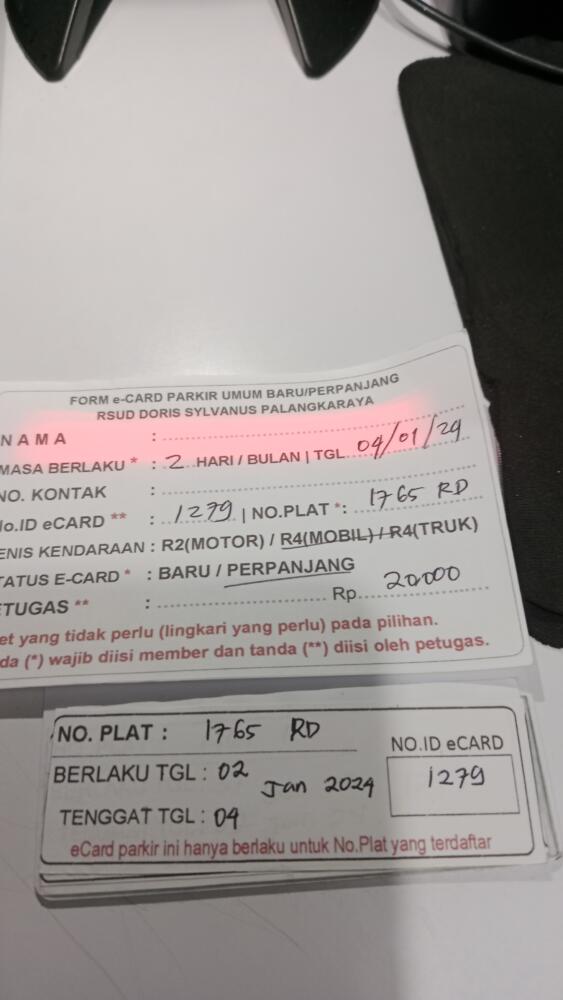 FORM e-CARD PARKIR UMUM BARU/PERPANJANG
RSUD DORIS SYLVANUS PALANGKARAYA
NAMA :
MASA BERLAKU * : 2 HARI / BULAN | TGL 04/01/24
NO. KONTAK :
No.ID eCARD ** : 1279 | NO.PLAT *: 1765 RD
ENIS KENDARAAN : R2(MOTOR) / R4(MOBIL) / R4(TRUK)
TATUS E-CARD * : BARU / PERPANJANG
ETUGAS ** : Rp. 20.000
et yang tidak perlu (lingkari yang perlu) pada pilihan.
da (*) wajib diisi member dan tanda (**) diisi oleh petugas.
NO. PLAT : 1765 RD
NO.ID eCARD
1279
BERLAKU TGL : 02 Jan 2024
TENGGAT TGL : 04
eCard parkir ini hanya berlaku untuk No.Plat yang terdaftar